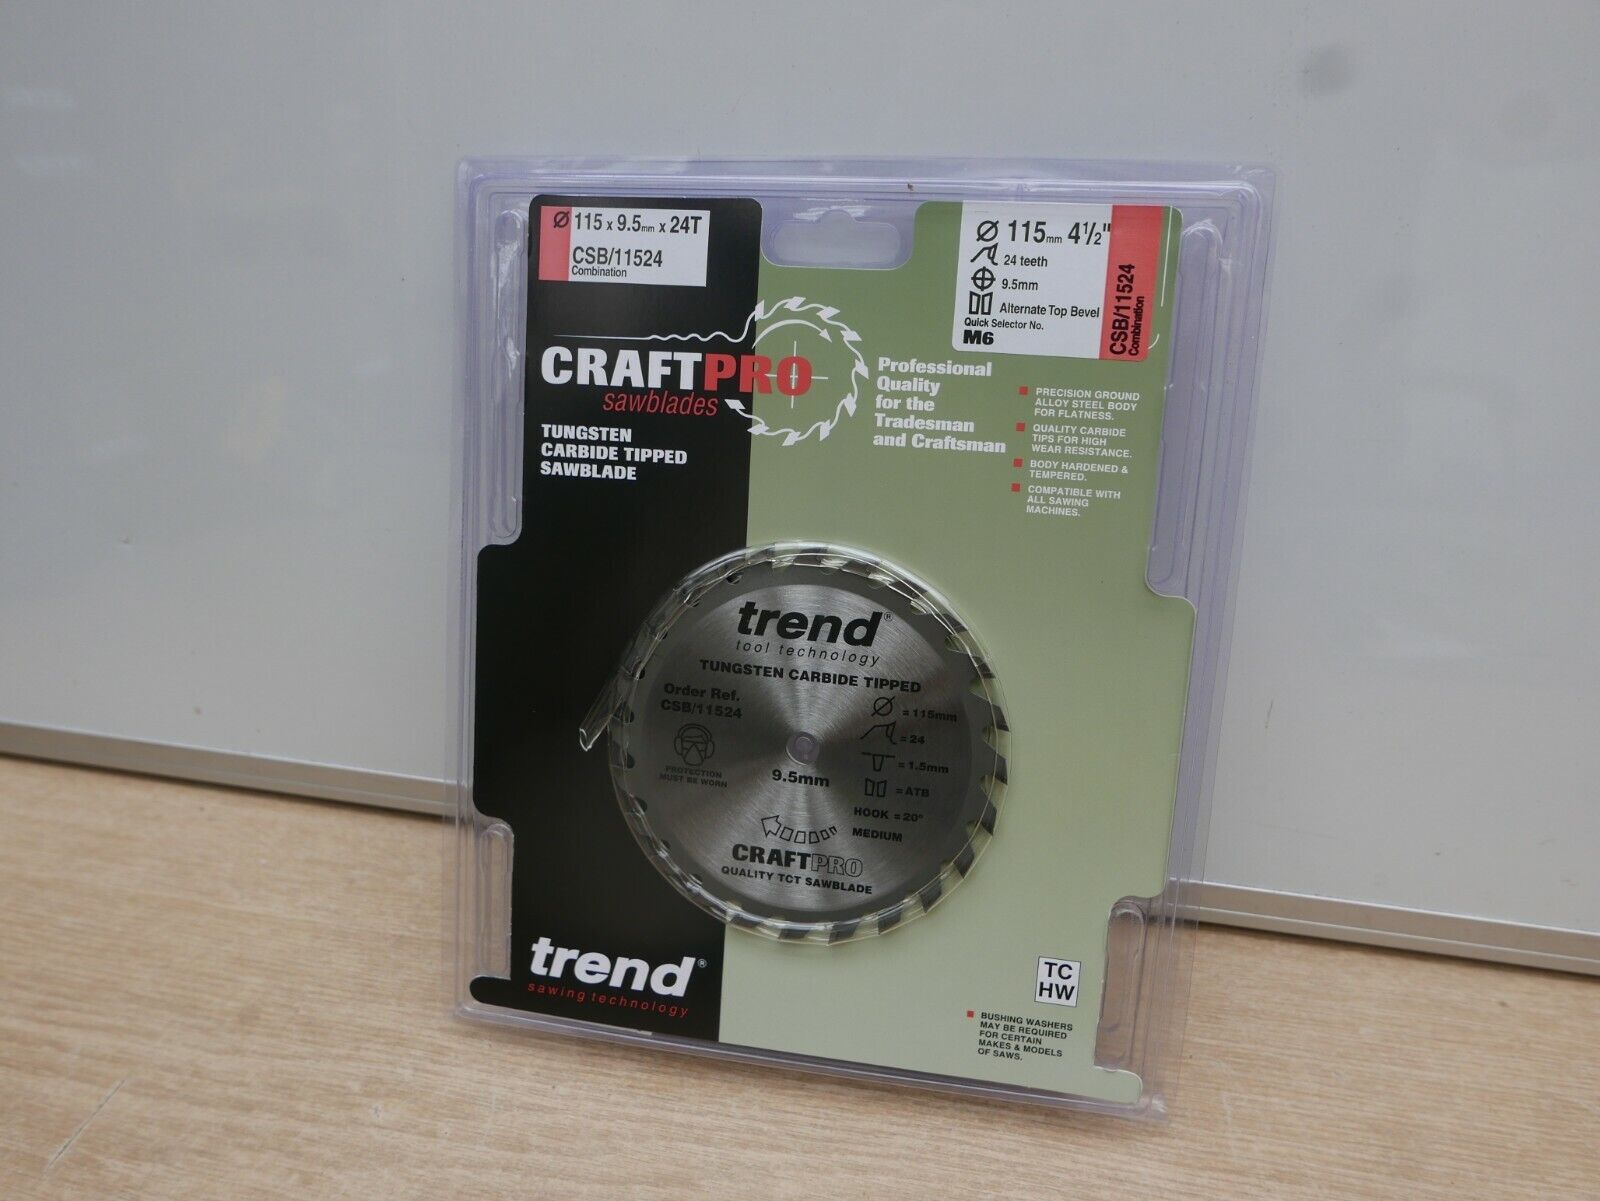 Ø 115 x 9.5mm x 24T
CSB/11524
Combination
Ø 115mm 4½"
24 teeth
9.5mm
Alternate Top Bevel
Quick Selector No.
M6
CSB/11524
Combination
CRAFTPRO
sawblades
TUNGSTEN
CARBIDE TIPPED
SAWBLADE
Professional
Quality
for the
Tradesman
and Craftsman
PRECISION GROUND
ALLOY STEEL BODY
FOR FLATNESS.
QUALITY CARBIDE
TIPS FOR HIGH
WEAR RESISTANCE.
BODY HARDENED &
TEMPERED.
COMPATIBLE WITH
ALL SAWING
MACHINES.
trend®
tool technology
TUNGSTEN CARBIDE TIPPED
Order Ref.
CSB/11524
PROTECTION
MUST BE WORN
9.5mm
Ø = 115mm
= 24
= 1.5mm
= ATB
HOOK = 20°
MEDIUM
CRAFTPRO
QUALITY TCT SAWBLADE
trend®
sawing technology
TC
HW
BUSHING WASHERS
MAY BE REQUIRED
FOR CERTAIN
MAKES & MODELS
OF SAWS.